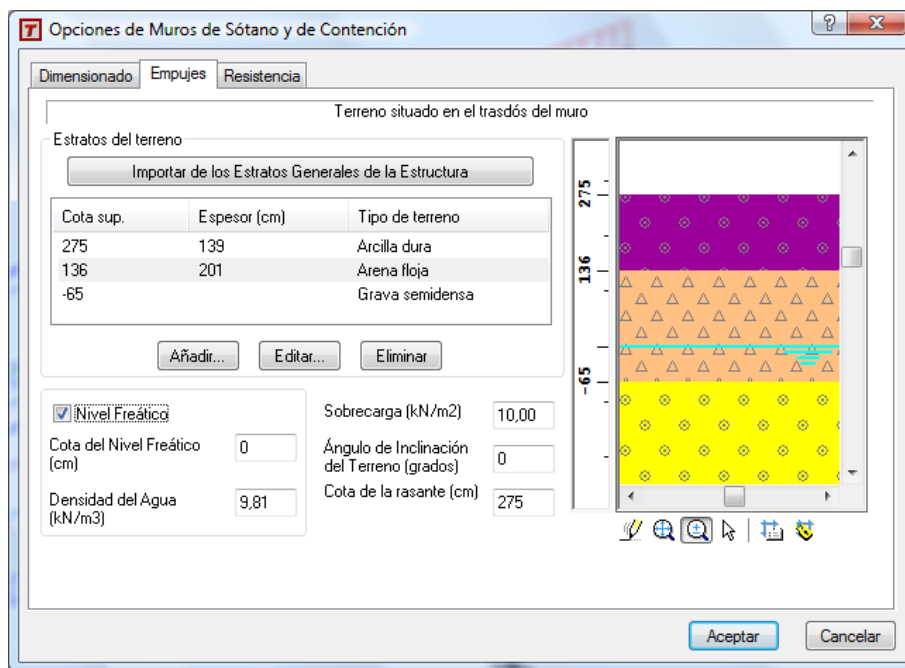 Opciones de Muros de Sótano y de Contención
Dimensionado Empujes Resistencia
Terreno situado en el trasdós del muro
Estratos del terreno
Importar de los Estratos Generales de la Estructura
Cota sup. Espesor (cm) Tipo de terreno
275 139 Arcilla dura
136 201 Arena floja
-65 Grava semidensa
Añadir... Editar... Eliminar
Nivel Freático
Cota del Nivel Freático
(cm)
0
Densidad del Agua
(kN/m3)
9,81
Sobrecarga (kN/m2) 10,00
Ángulo de Inclinación
del Terreno (grados)
0
Cota de la rasante (cm)
275
275
136
-65
Aceptar Cancelar